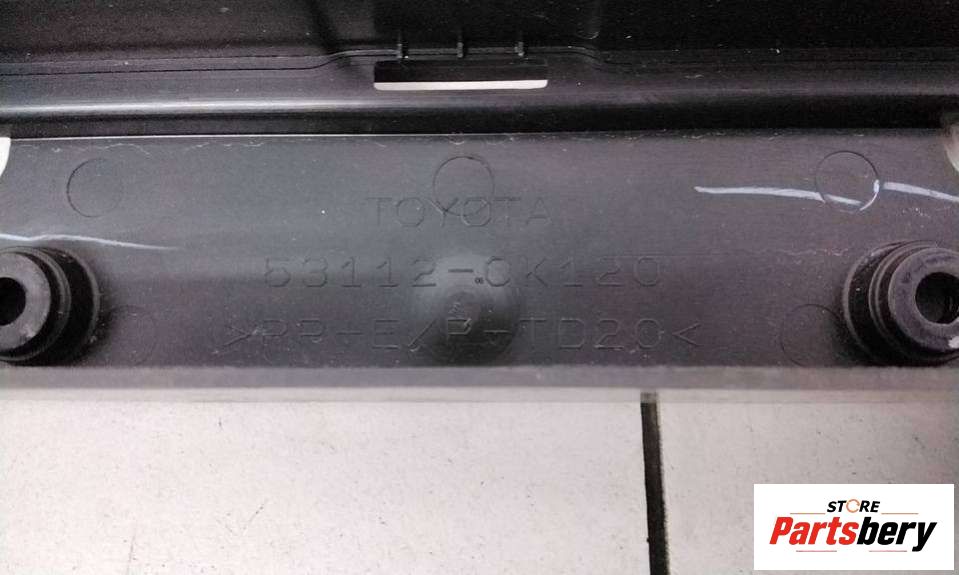 TOYOTA
53112-0K120
>PP+E/P-TD20<
STORE
Partsbery